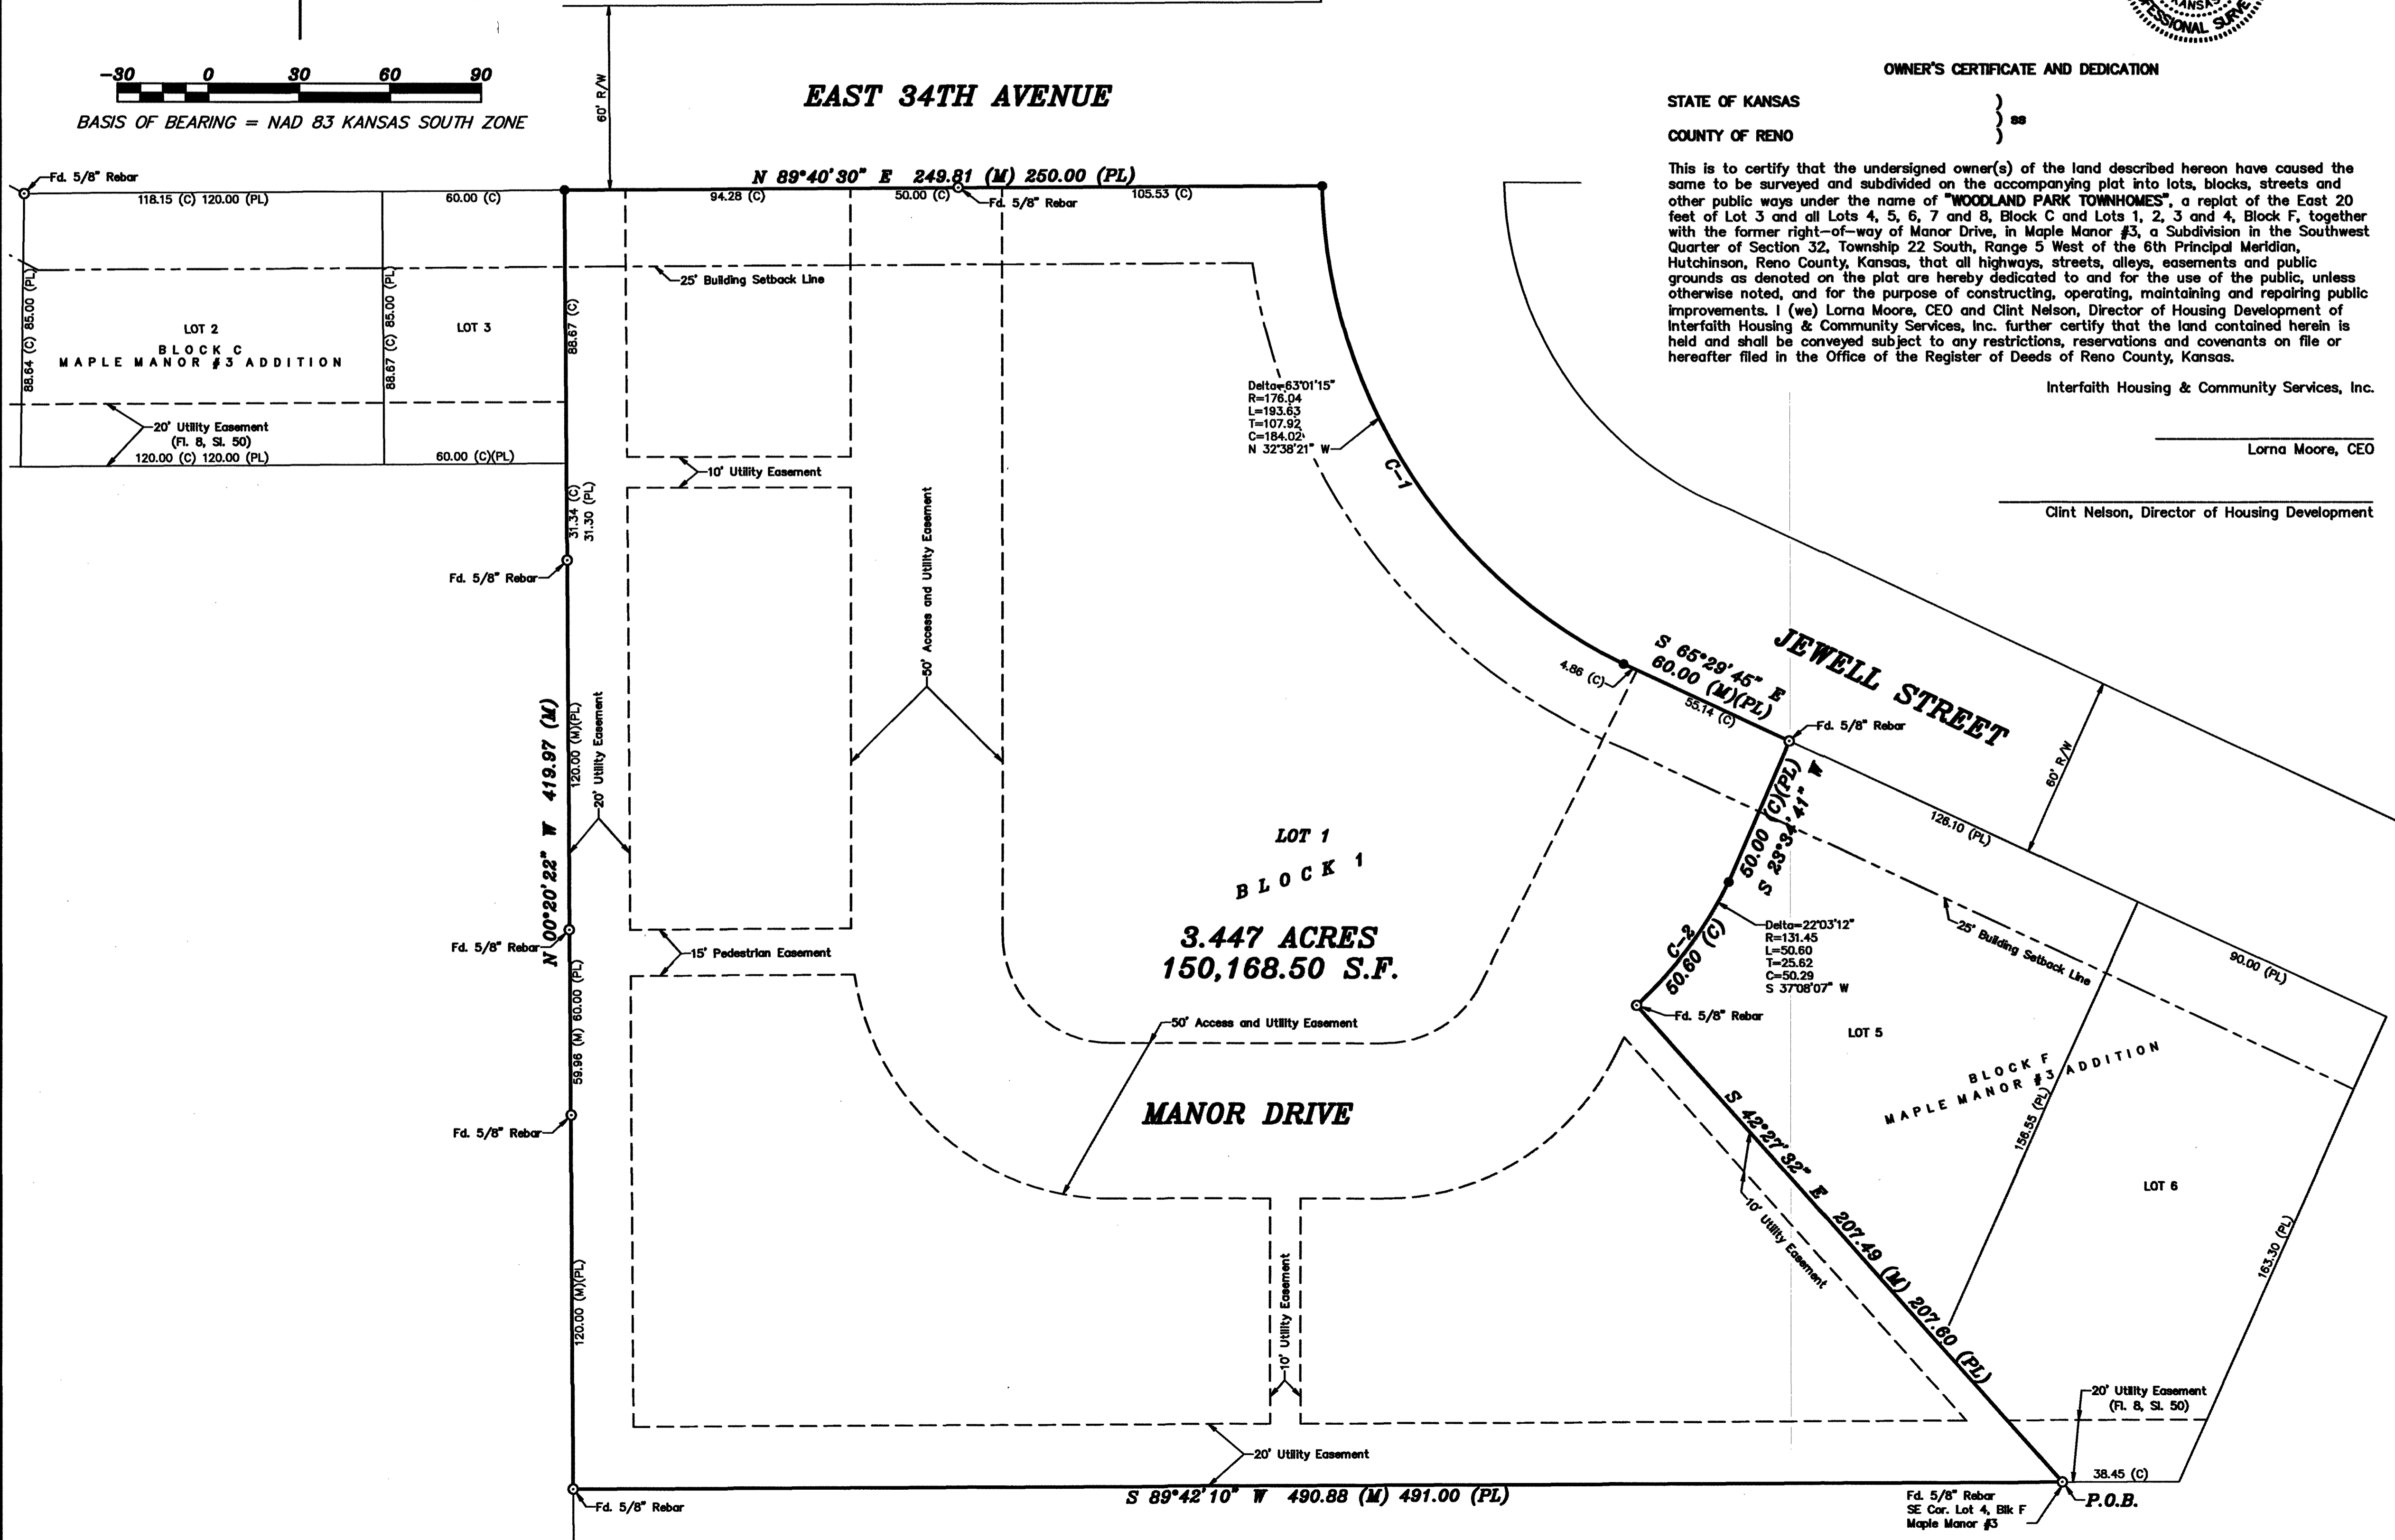 KANSAS
PROFESSIONAL SURVE
-30 0 30 60 90
BASIS OF BEARING = NAD 83 KANSAS SOUTH ZONE
60' R/W
EAST 34TH AVENUE
OWNER'S CERTIFICATE AND DEDICATION
STATE OF KANSAS )
) ss
COUNTY OF RENO )
This is to certify that the undersigned owner(s) of the land described hereon have caused the
same to be surveyed and subdivided on the accompanying plat into lots, blocks, streets and
other public ways under the name of "WOODLAND PARK TOWNHOMES", a replat of the East 20
feet of Lot 3 and all Lots 4, 5, 6, 7 and 8, Block C and Lots 1, 2, 3 and 4, Block F, together
with the former right-of-way of Manor Drive, in Maple Manor #3, a Subdivision in the Southwest
Quarter of Section 32, Township 22 South, Range 5 West of the 6th Principal Meridian,
Hutchinson, Reno County, Kansas, that all highways, streets, alleys, easements and public
grounds as denoted on the plat are hereby dedicated to and for the use of the public, unless
otherwise noted, and for the purpose of constructing, operating, maintaining and repairing public
improvements. I (we) Lorna Moore, CEO and Clint Nelson, Director of Housing Development of
Interfaith Housing & Community Services, Inc. further certify that the land contained herein is
held and shall be conveyed subject to any restrictions, reservations and covenants on file or
hereafter filed in the Office of the Register of Deeds of Reno County, Kansas.
Interfaith Housing & Community Services, Inc.
Lorna Moore, CEO
Clint Nelson, Director of Housing Development
Fd. 5/8" Rebar
118.15 (C) 120.00 (PL)
60.00 (C)
N 89°40'30" E 249.81 (M) 250.00 (PL)
94.28 (C)
50.00 (C)
Fd. 5/8" Rebar
105.53 (C)
25' Building Setback Line
88.64 (C) 85.00 (PL)
LOT 2
BLOCK C
MAPLE MANOR #3 ADDITION
88.67 (C) 85.00 (PL)
LOT 3
88.67 (C)
20' Utility Easement
(Fl. 8, Sl. 50)
120.00 (C) 120.00 (PL)
60.00 (C)(PL)
10' Utility Easement
31.34 (C)
31.30 (PL)
Fd. 5/8" Rebar
50' Access and Utility Easement
Delta=63°01'15"
R=176.04
L=193.63
T=107.92
C=184.02
N 32°38'21" W
C-1
S 65°29'45" E
60.00 (M)(PL)
4.86 (C)
55.14 (C)
JEWELL STREET
Fd. 5/8" Rebar
60' R/W
126.10 (PL)
N 00°20'22" W 419.97 (M)
120.00 (M)(PL)
20' Utility Easement
50.00 (C)(PL)
S 23°34'41" W
LOT 1
BLOCK 1
3.447 ACRES
150,168.50 S.F.
Fd. 5/8" Rebar
15' Pedestrian Easement
C-2
50.60 (C)
Delta=22°03'12"
R=131.45
L=50.60
T=25.62
C=50.29
S 37°08'07" W
25' Building Setback Line
90.00 (PL)
Fd. 5/8" Rebar
59.96 (M) 60.00 (PL)
50' Access and Utility Easement
LOT 5
BLOCK F
MAPLE MANOR #3 ADDITION
156.55 (PL)
Fd. 5/8" Rebar
MANOR DRIVE
S 42°27'32" E 207.49 (M) 207.60 (PL)
10' Utility Easement
LOT 6
163.30 (PL)
120.00 (M)(PL)
10' Utility Easement
20' Utility Easement
(Fl. 8, Sl. 50)
20' Utility Easement
38.45 (C)
Fd. 5/8" Rebar
S 89°42'10" W 490.88 (M) 491.00 (PL)
Fd. 5/8" Rebar
SE Cor. Lot 4, Blk F
Maple Manor #3
P.O.B.